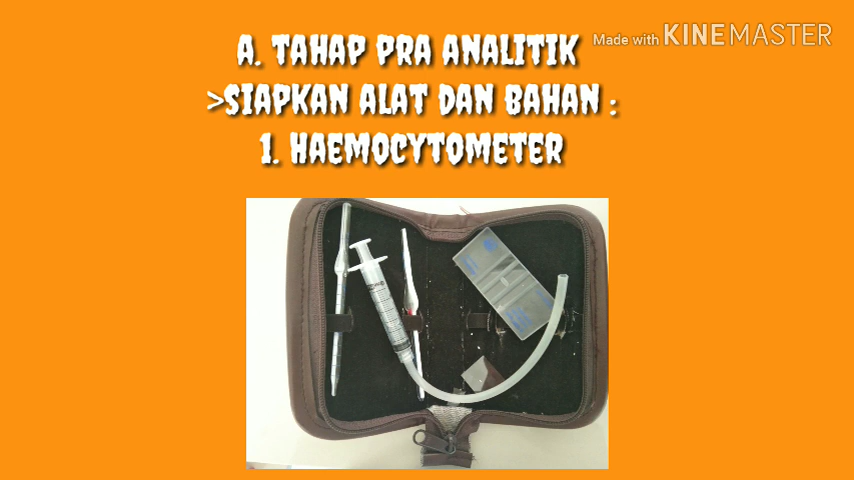 A. TAHAP PRA ANALITIK
Made with KINEMASTER
>SIAPKAN ALAT DAN BAHAN :
1. HAEMOCYTOMETER